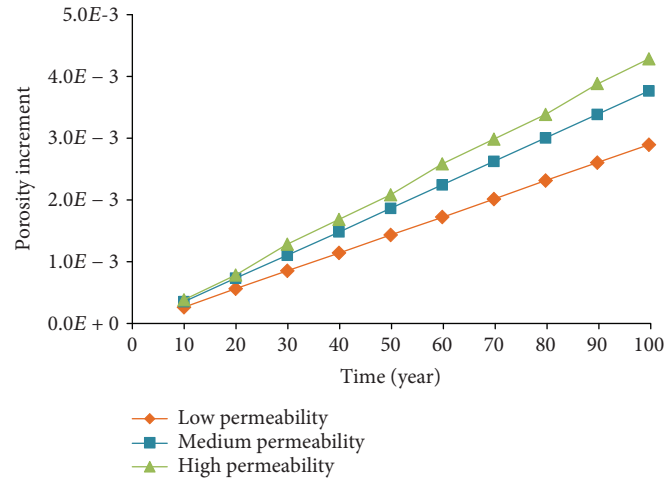 5.0E-3
4.0E – 3
3.0E – 3
2.0E – 3
1.0E – 3
0.0E + 0
Porosity increment
0 10 20 30 40 50 60 70 80 90 100
Time (year)
Low permeability
Medium permeability
High permeability